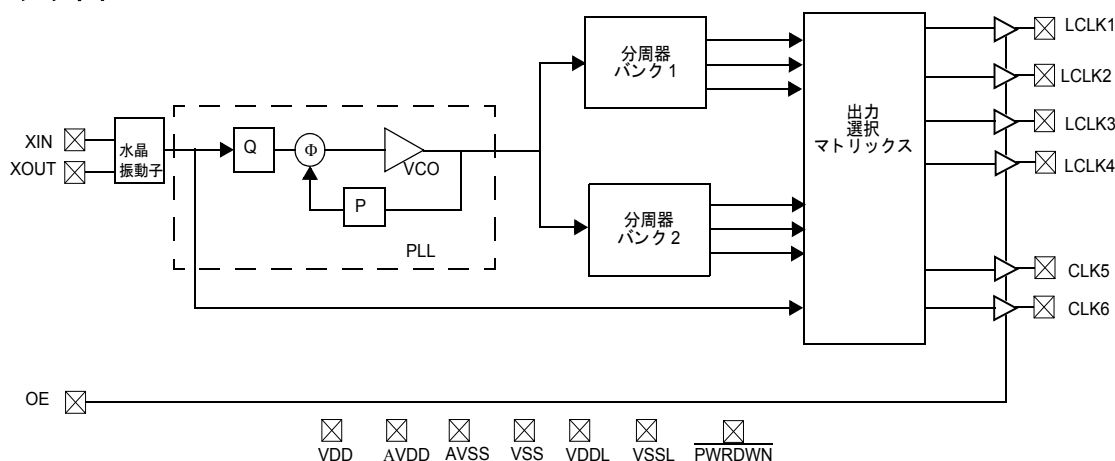 分周器
バンク 1
LCLK1
LCLK2
LCLK3
LCLK4
CLK5
CLK6
出力
選択
マトリックス
XIN
XOUT
水晶
振動子
Q
Φ
VCO
P
PLL
分周器
バンク 2
OE
VDD
AVDD
AVSS
VSS
VDDL
VSSL
PWRDWN